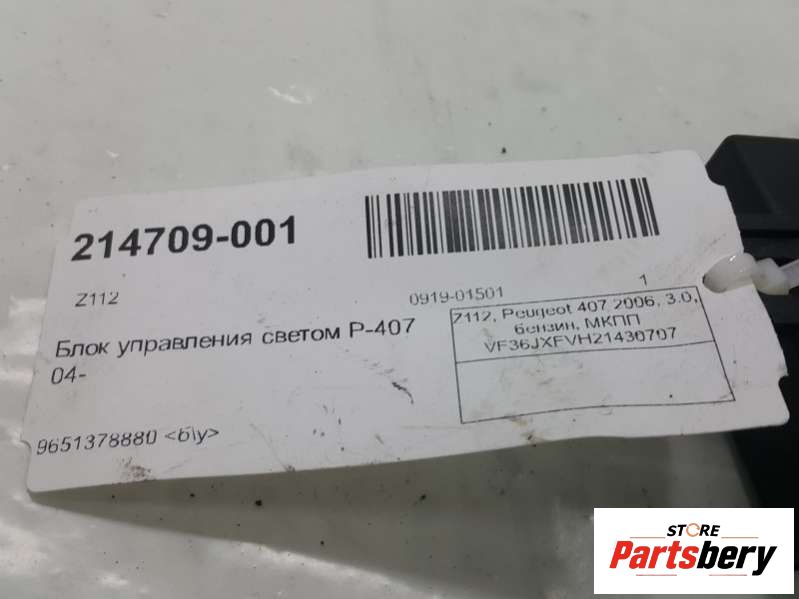 214709-001
Z112
0919-01501
1
Блок управления светом P-407
04-
Z112, Peugeot 407 2006, 3.0,
бензин, МКПП
VF36JXFVH21430707
9651378880 <б\у>
STORE
Partsbery